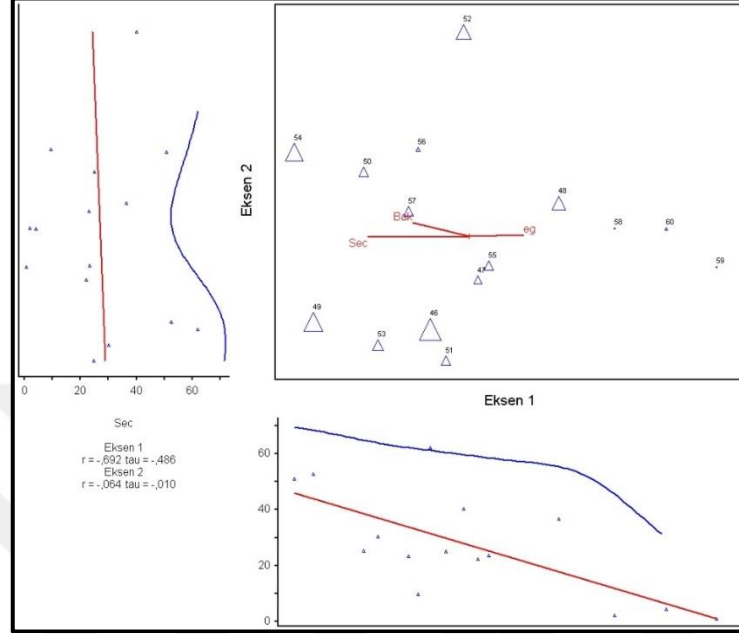 52
54
56
50
57
48
Eksen 2
58
60
Sec
eg
55
59
47
49
46
53
51
0
20
40
60
Eksen 1
Sec
Eksen 1
r = -,692 tau = -,486
Eksen 2
r = -,064 tau = -,010
60
40
20
0